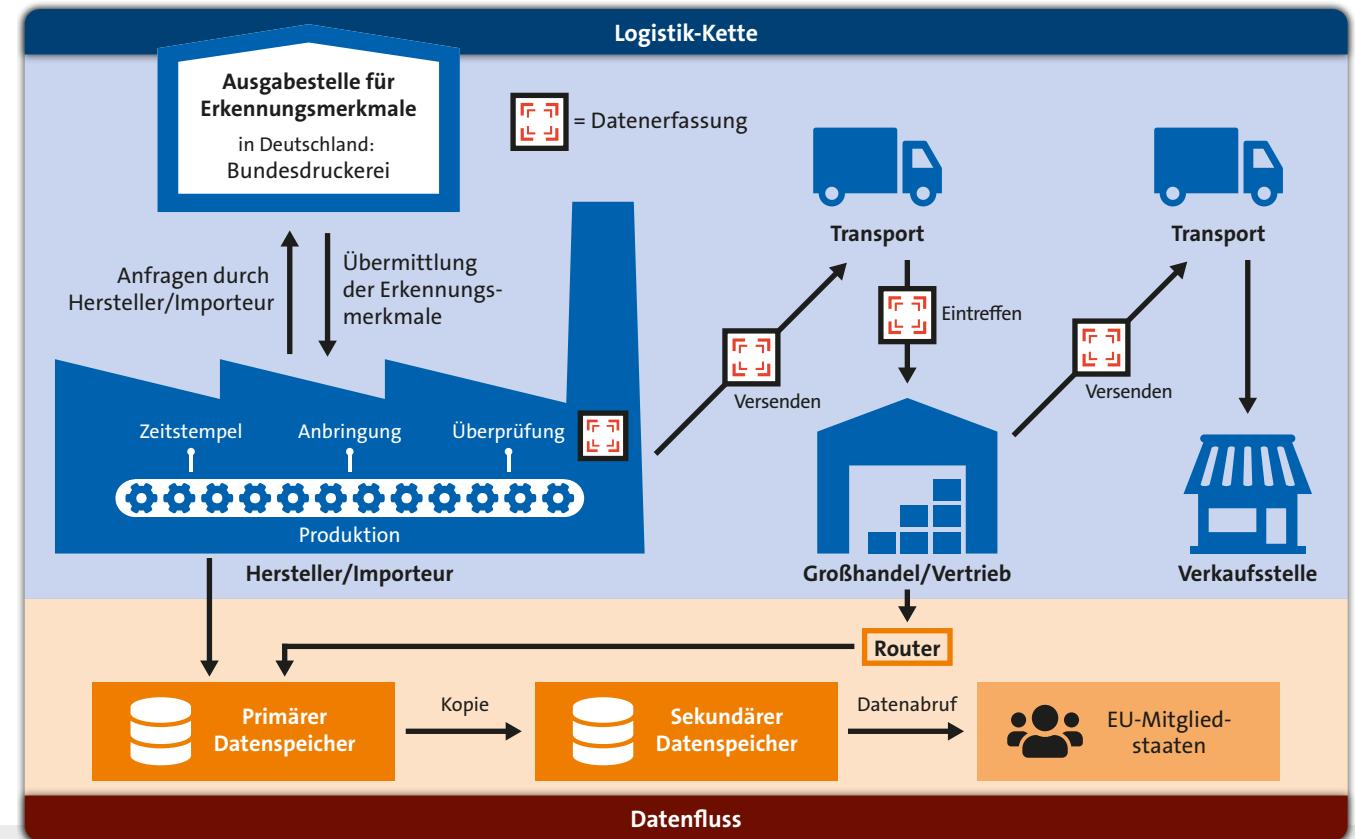 Logistik-Kette
Ausgabestelle für
Erkennungsmerkmale
in Deutschland:
Bundesdruckerei
= Datenerfassung
Anfragen durch
Hersteller/Importeur
Übermittlung
der Erkennungs-
merkmale
Transport
Transport
Eintreffen
Versenden
Versenden
Zeitstempel
Anbringung
Überprüfung
Produktion
Hersteller/Importeur
Großhandel/Vertrieb
Verkaufsstelle
Router
Primärer
Datenspeicher
Kopie
Sekundärer
Datenspeicher
Datenabruf
EU-Mitglied-
staaten
Datenfluss